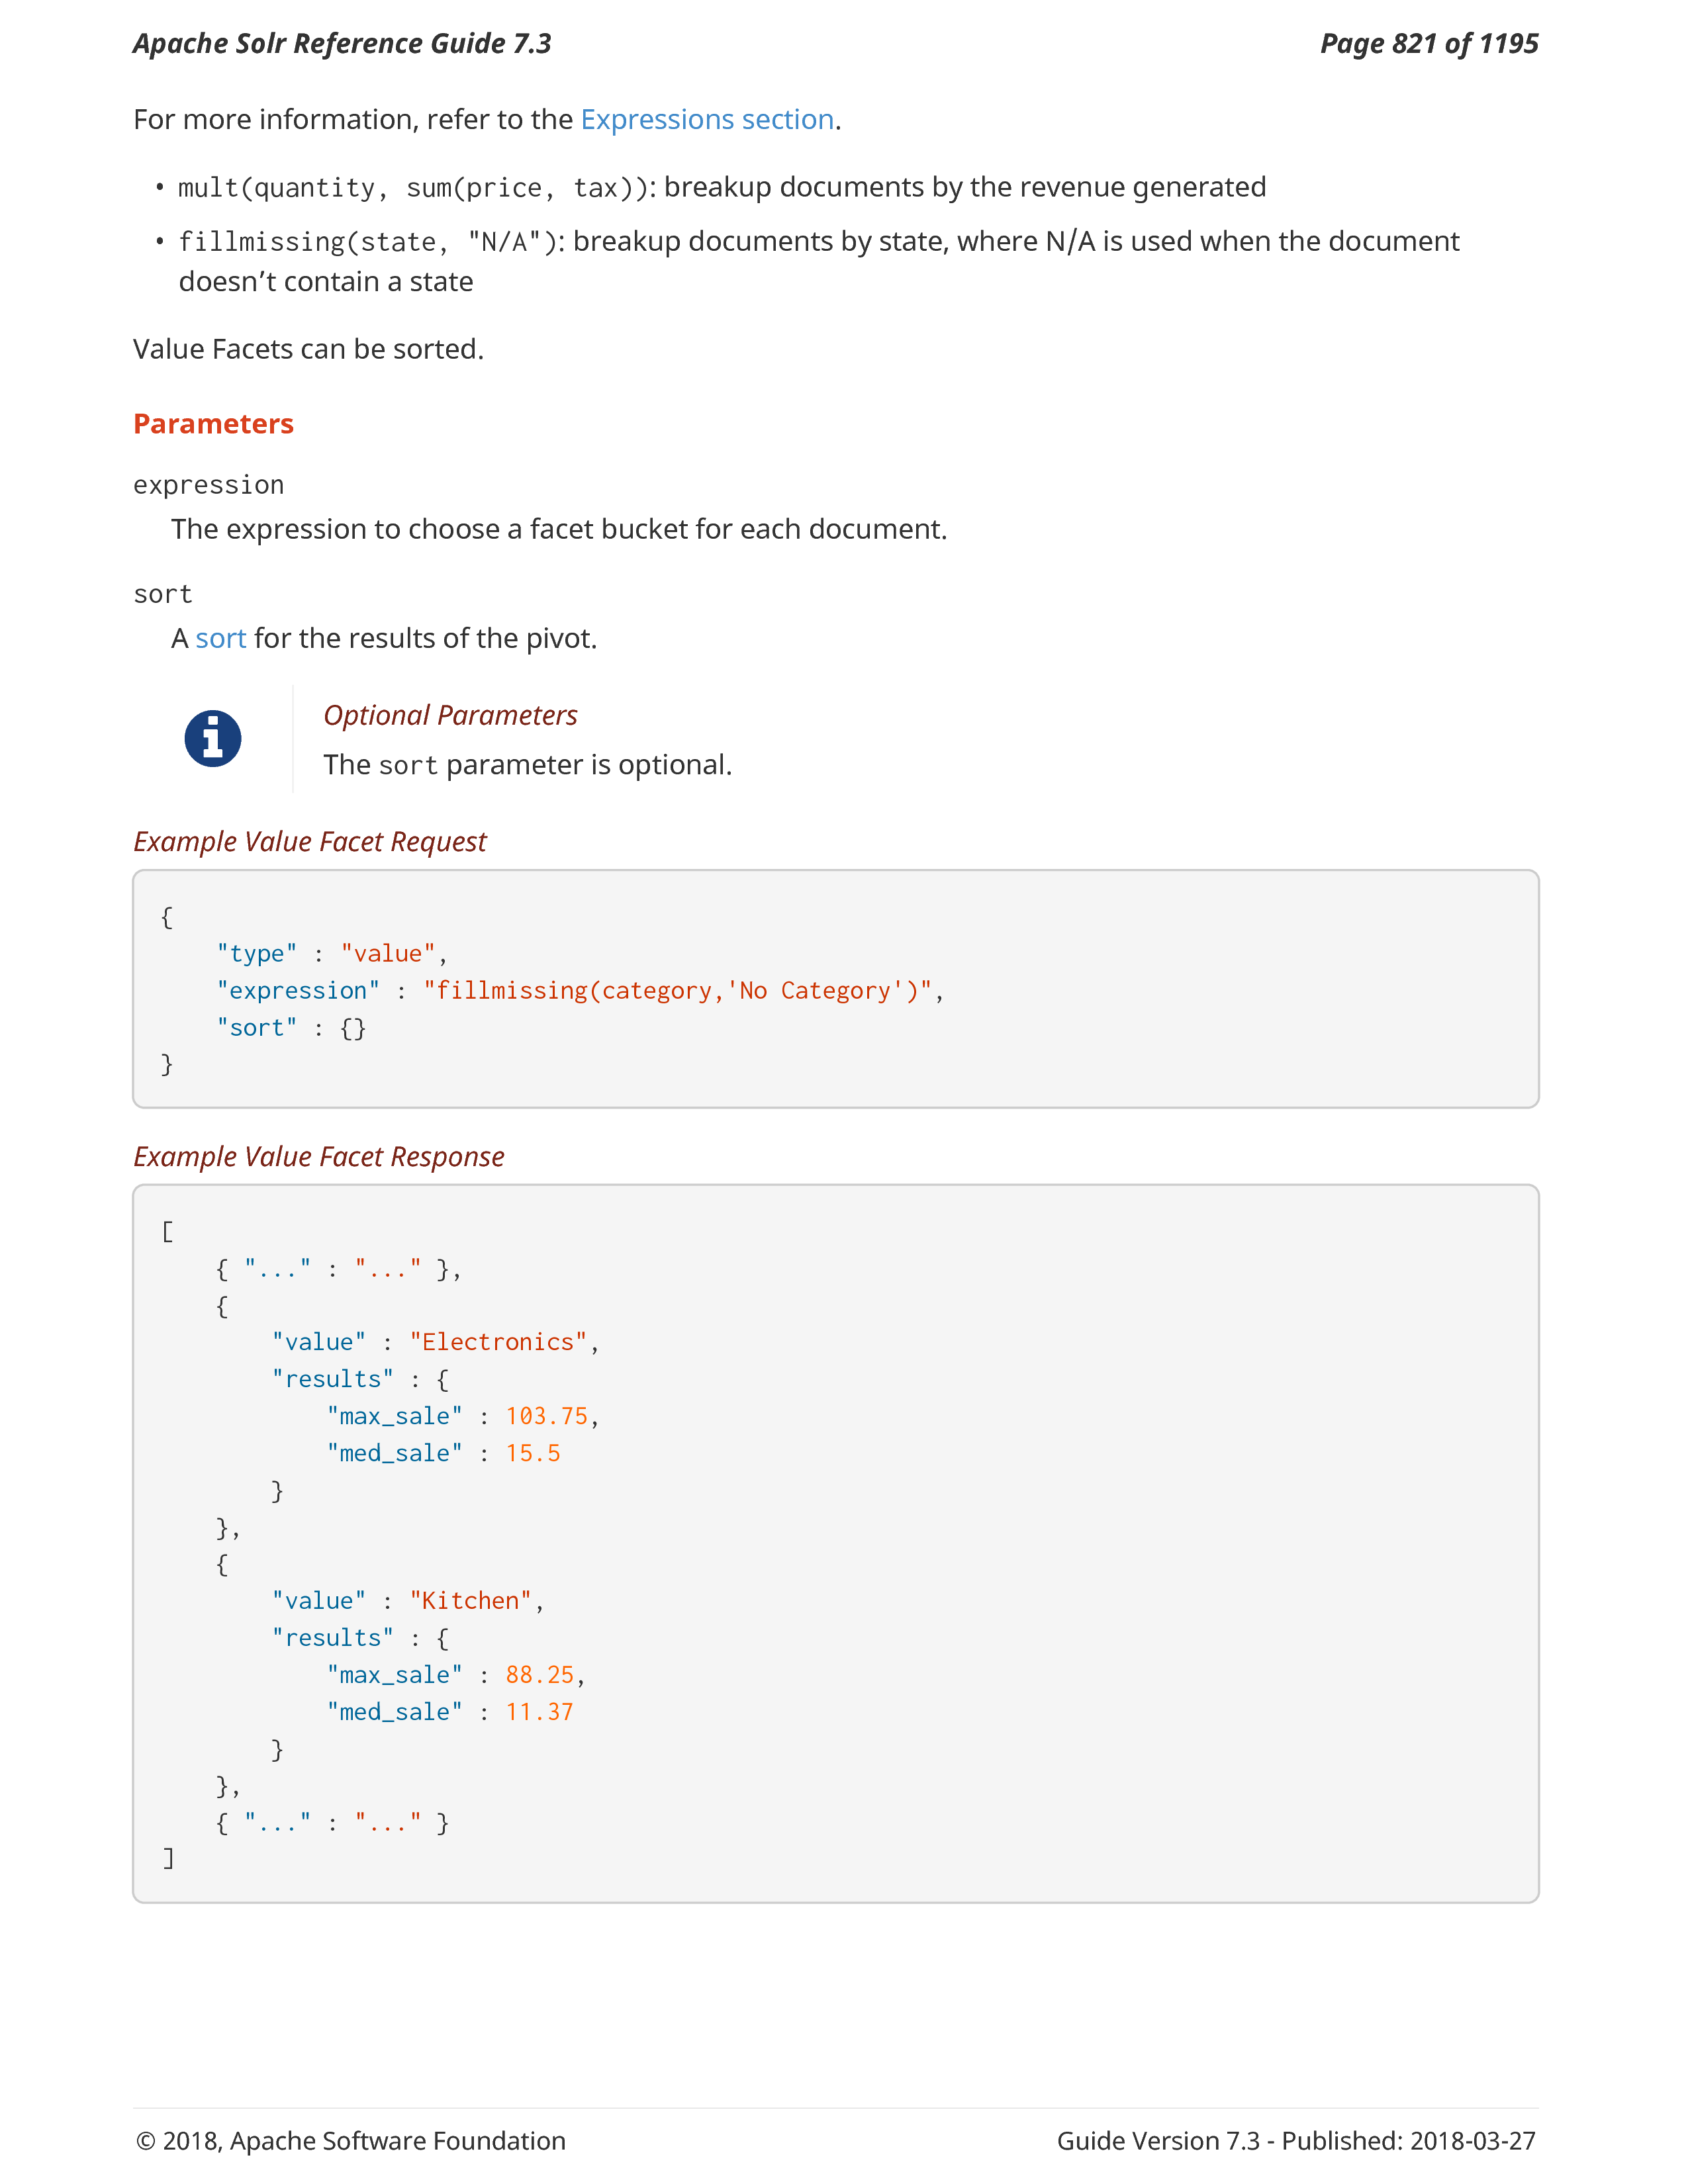 Apache Solr Reference Guide 7.3 Page 821 of 1195
For more information, refer to the Expressions section.
• mult(quantity, sum(price, tax)): breakup documents by the revenue generated
• fillmissing(state, "N/A"): breakup documents by state, where N/A is used when the document
doesn’t contain a state
Value Facets can be sorted.
Parameters
expression
The expression to choose a facet bucket for each document.
sort
A sort for the results of the pivot.
Optional Parameters
The sort parameter is optional.
Example Value Facet Request
{
    "type" : "value",
    "expression" : "fillmissing(category,'No Category')",
    "sort" : {}
}
Example Value Facet Response
[
    { "..." : "..." },
    {
        "value" : "Electronics",
        "results" : {
            "max_sale" : 103.75,
            "med_sale" : 15.5
        }
    },
    {
        "value" : "Kitchen",
        "results" : {
            "max_sale" : 88.25,
            "med_sale" : 11.37
        }
    },
    { "..." : "..." }
]
© 2018, Apache Software Foundation Guide Version 7.3 - Published: 2018-03-27